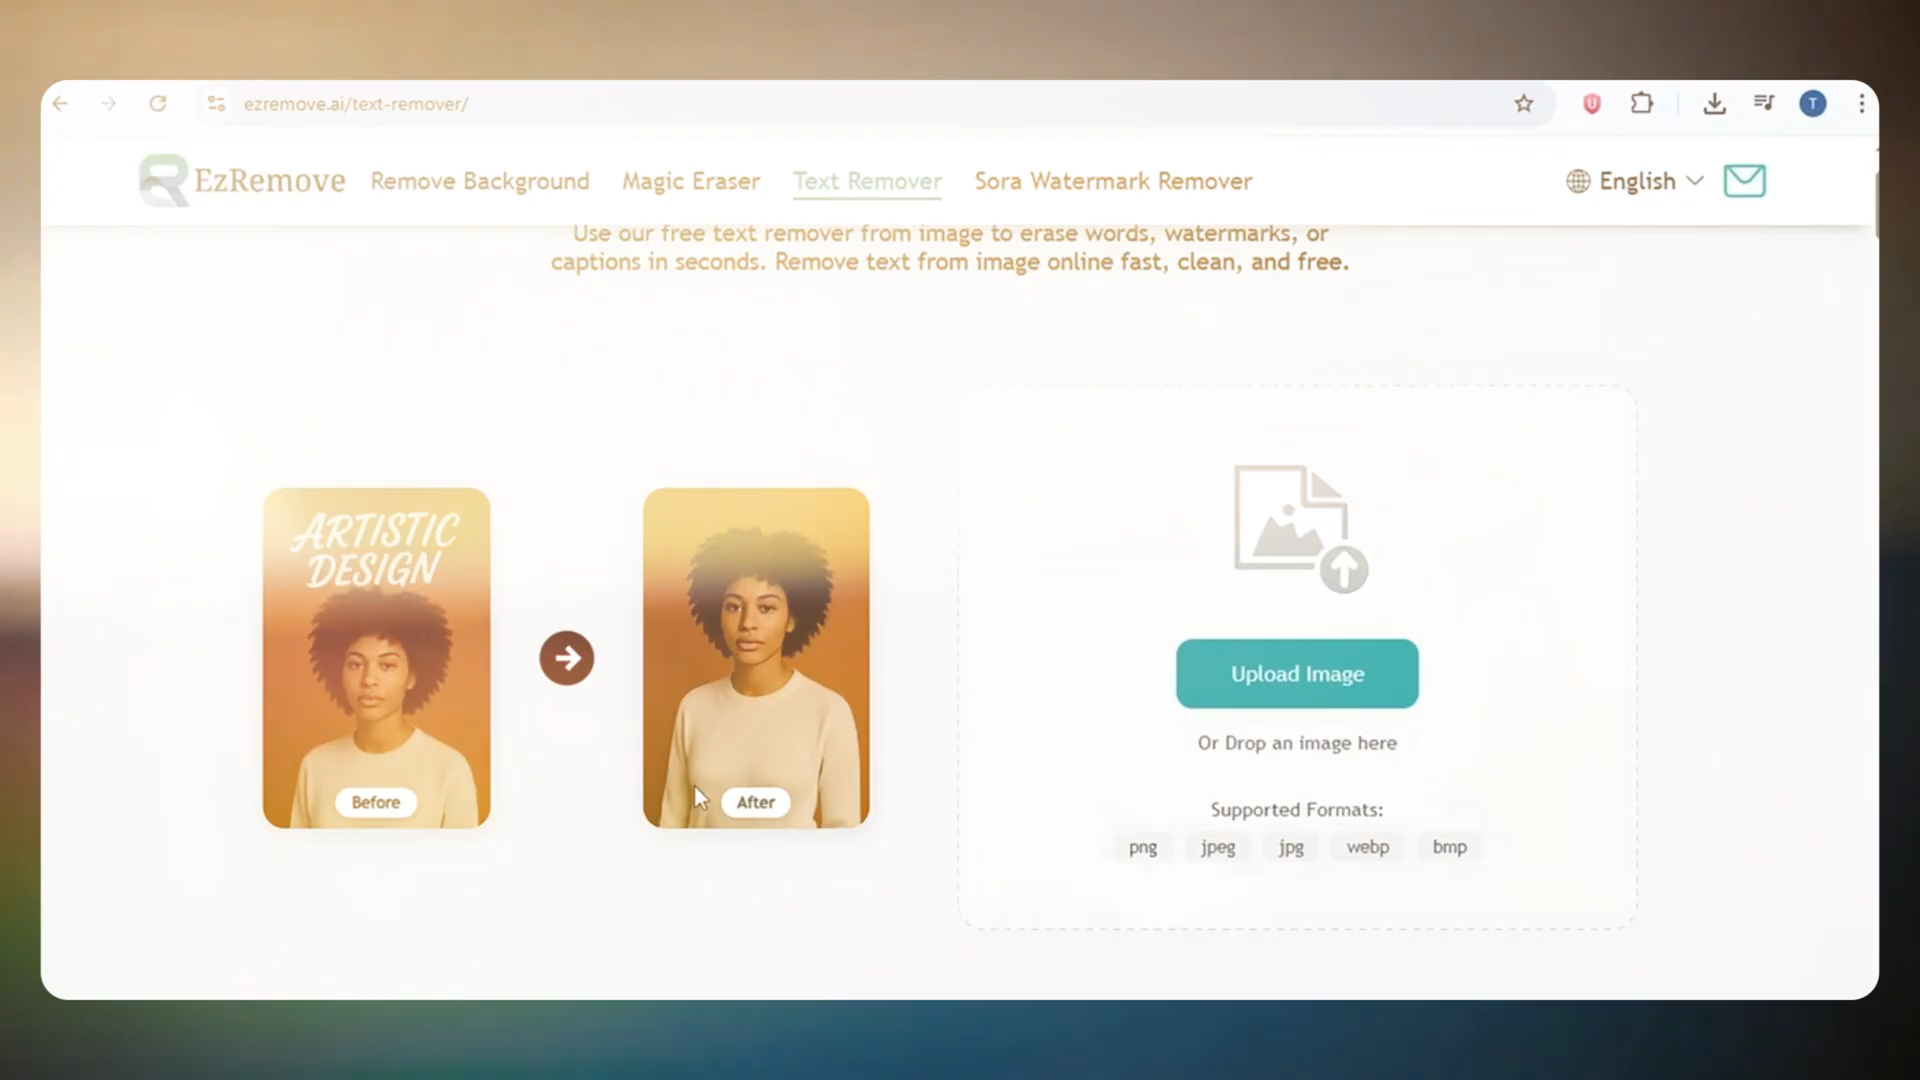 ezremove.ai/text-remover/
T
EzRemove
Remove Background
Magic Eraser
Text Remover
Sora Watermark Remover
English
Use our free text remover from image to erase words, watermarks, or
captions in seconds. Remove text from image online fast, clean, and free.
ARTISTIC
DESIGN
Before
After
Upload Image
Or Drop an image here
Supported Formats:
png jpeg jpg webp bmp